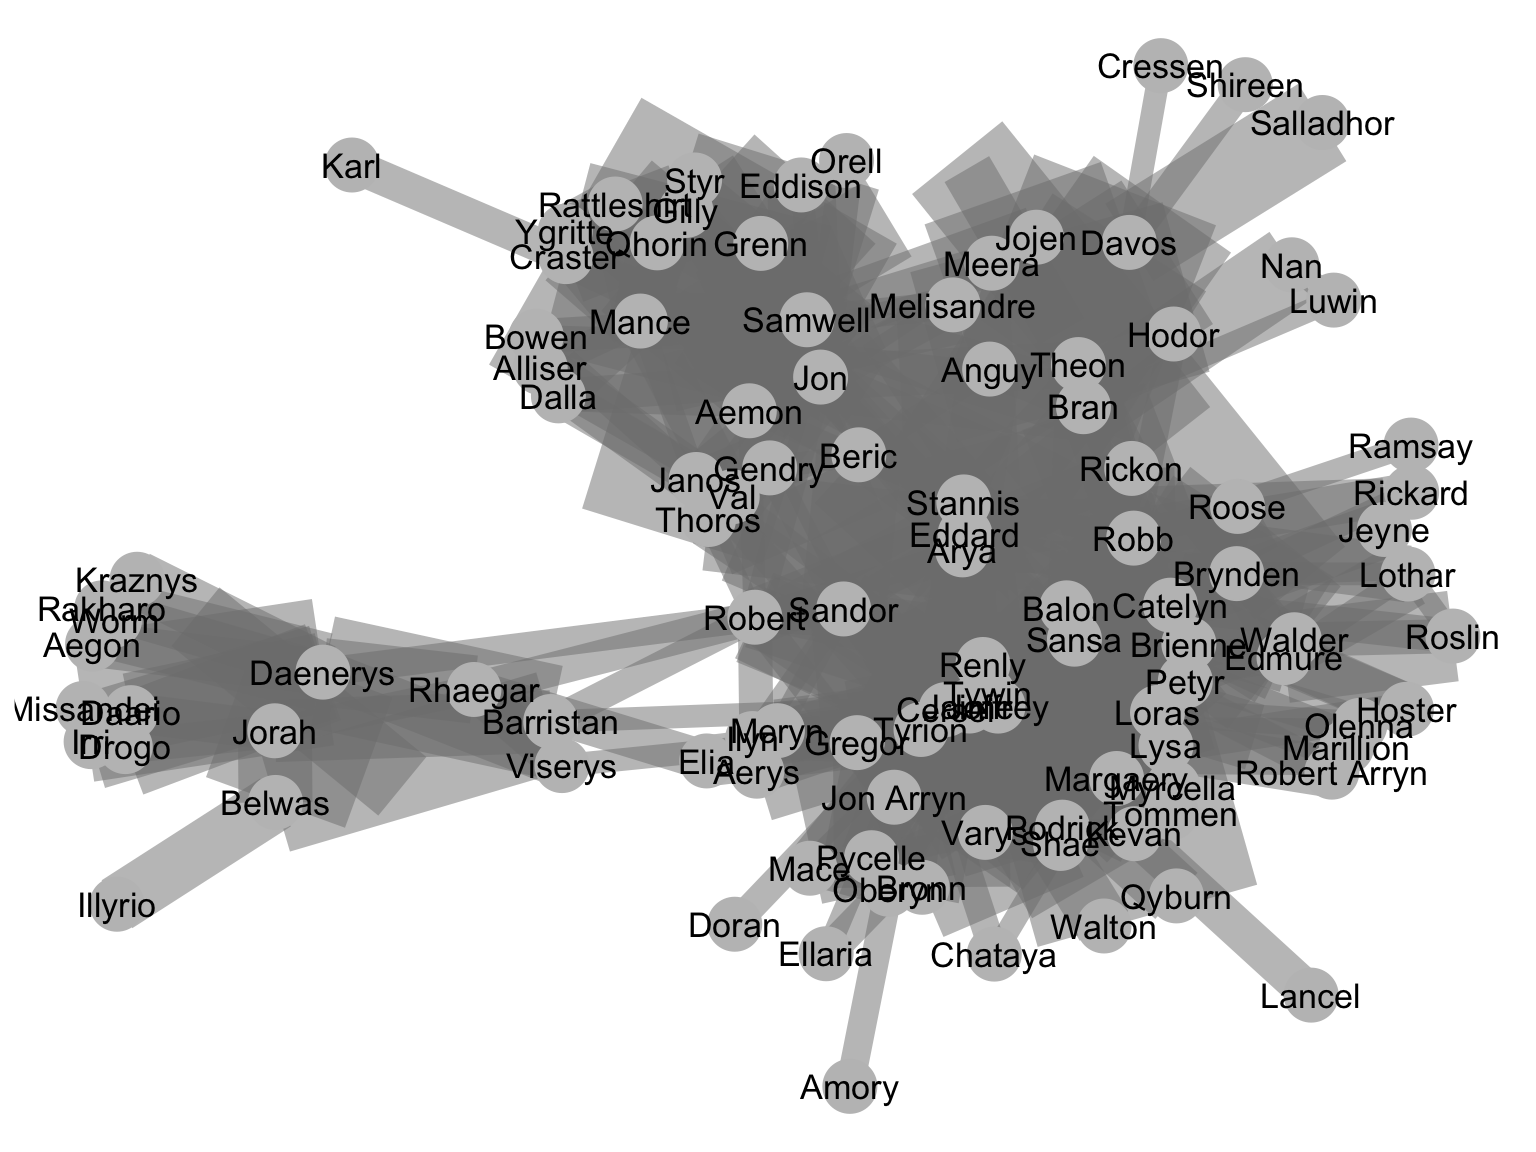 Cressen
Shireen
Salladhor
Karl
Orell
Styr
Eddison
Rattleshirt
Gilly
Ygritte
Qhorin
Grenn
Craster
Jojen
Davos
Meera
Nan
Luwin
Melisandre
Mance
Samwell
Bowen
Hodor
Alliser
Jon
Anguy
Theon
Dalla
Aemon
Bran
Ramsay
Beric
Gendry
Rickon
Janos
Val
Rickard
Stannis
Roose
Thoros
Eddard
Robb
Jeyne
Arya
Kraznys
Brynden
Lothar
Rakharo
Worm
Robert
Sandor
Balon
Catelyn
Aegon
Sansa
Brienne
Walder
Roslin
Edmure
Daenerys
Renly
Rhaegar
Petyr
Tywin
Missandei
Daario
Cersei
Joffrey
Loras
Hoster
Barristan
Jorah
Meryn
Ilyn
Tyrion
Olenna
Irri
Drogo
Gregor
Lysa
Marillion
Viserys
Elia
Aerys
Robert Arryn
Margaery
Myrcella
Belwas
Jon Arryn
Tommen
Varys
Rodrik
Kevan
Shae
Pycelle
Mace
Oberyn
Bronn
Qyburn
Illyrio
Doran
Walton
Ellaria
Chataya
Lancel
Amory